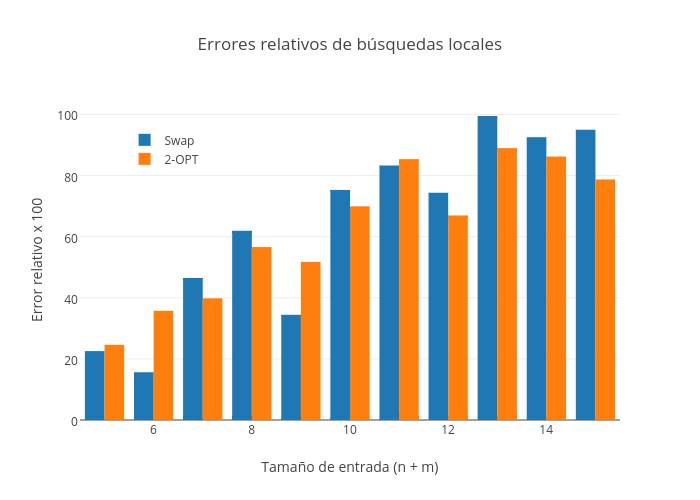 Errores relativos de búsquedas locales
Swap
2-OPT
Error relativo x 100
100
80
60
40
20
0
6 8 10 12 14
Tamaño de entrada (n + m)